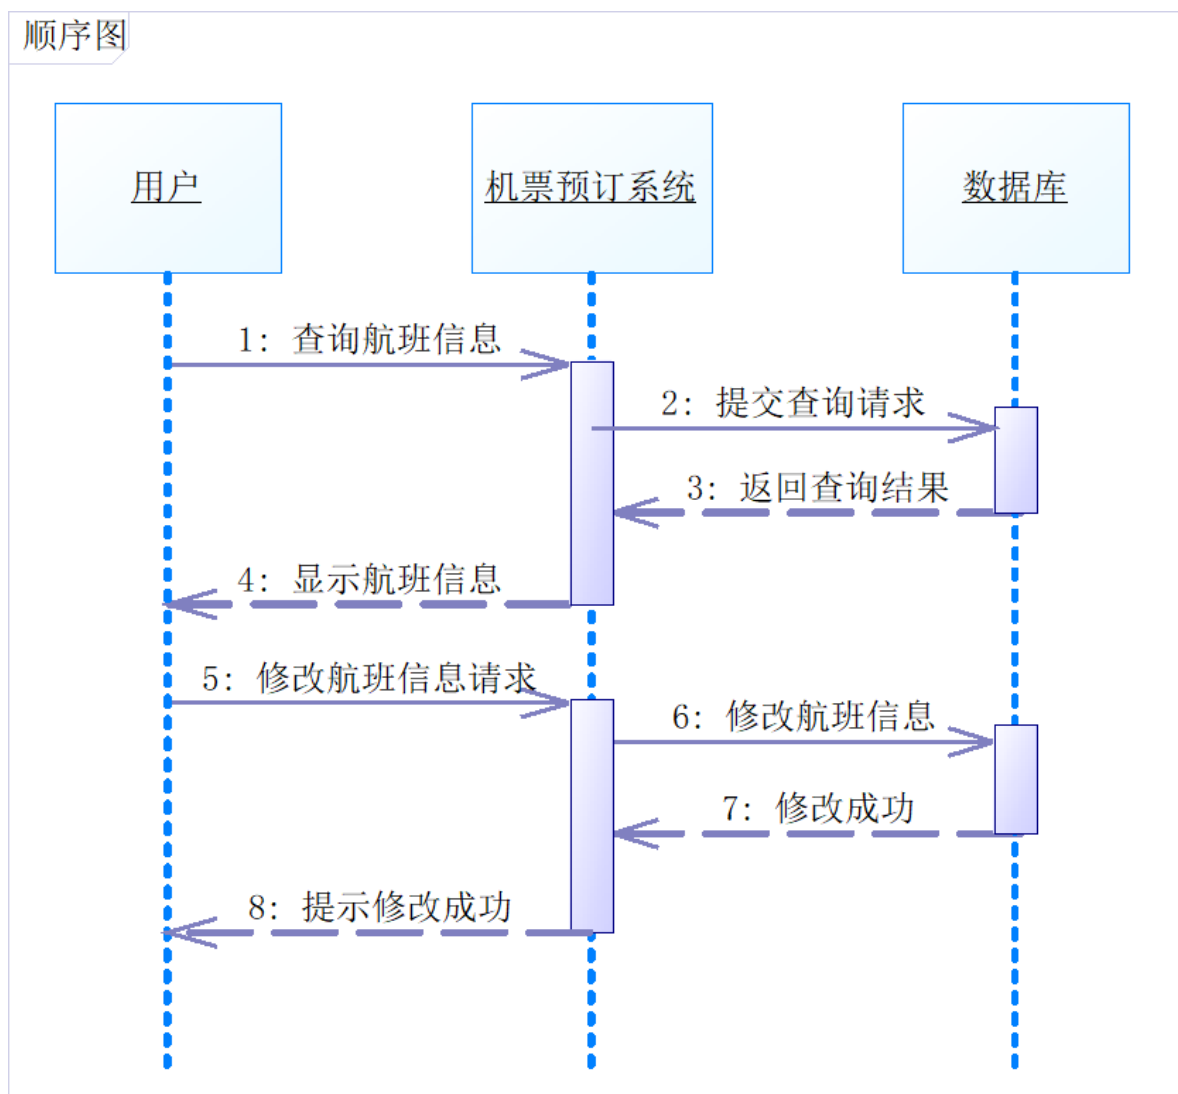 顺序图
用户
机票预订系统
数据库
1: 查询航班信息
2: 提交查询请求
3: 返回查询结果
4: 显示航班信息
5: 修改航班信息请求
6: 修改航班信息
7: 修改成功
8: 提示修改成功